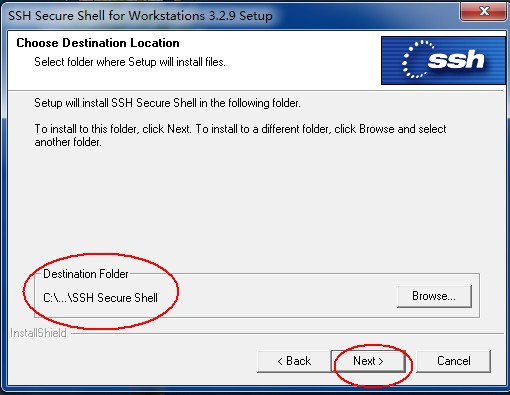 SSH Secure Shell for Workstations 3.2.9 Setup
Choose Destination Location
Select folder where Setup will install files.
ssh
Setup will install SSH Secure Shell in the following folder.
To install to this folder, click Next. To install to a different folder, click Browse and select
another folder.
Destination Folder
C:\...\SSH Secure Shell
Browse...
InstallShield
< Back
Next >
Cancel